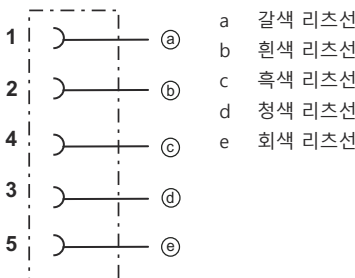 1 ⓐ
2 ⓑ
4 ⓒ
3 ⓓ
5 ⓔ
a 갈색 리츠선
b 흰색 리츠선
c 흑색 리츠선
d 청색 리츠선
e 회색 리츠선